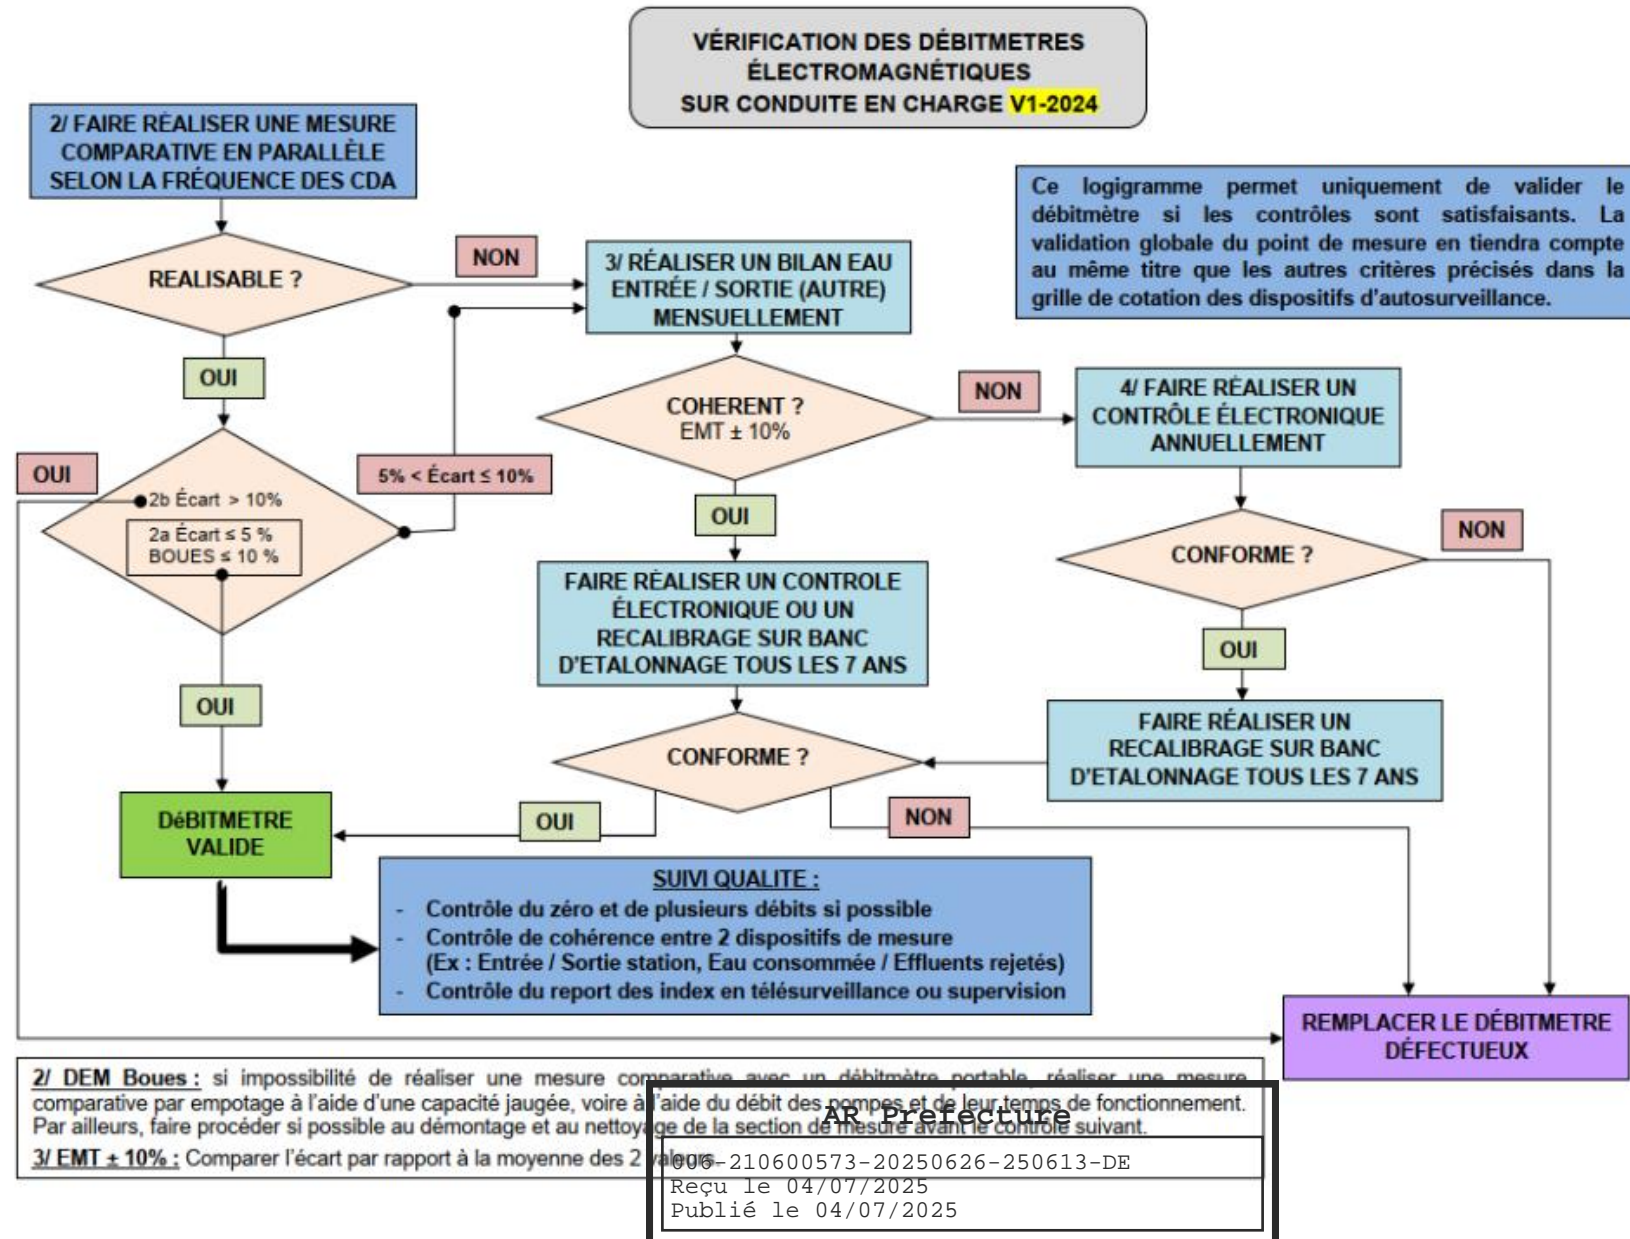 VÉRIFICATION DES DÉBITMETRES
ÉLECTROMAGNÉTIQUES
SUR CONDUITE EN CHARGE V1-2024
2/ FAIRE RÉALISER UNE MESURE
COMPARATIVE EN PARALLÈLE
SELON LA FRÉQUENCE DES CDA
Ce logigramme permet uniquement de valider le
débitmètre si les contrôles sont satisfaisants. La
validation globale du point de mesure en tiendra compte
au même titre que les autres critères précisés dans la
grille de cotation des dispositifs d'autosurveillance.
REALISABLE ?
NON
3/ RÉALISER UN BILAN EAU
ENTRÉE / SORTIE (AUTRE)
MENSUELLEMENT
OUI
COHERENT ?
EMT ± 10%
NON
4/ FAIRE RÉALISER UN
CONTRÔLE ÉLECTRONIQUE
ANNUELLEMENT
OUI
5% < Écart ≤ 10%
2b Écart > 10%
2a Écart ≤ 5 %
BOUES ≤ 10 %
OUI
NON
CONFORME ?
FAIRE RÉALISER UN CONTROLE
ÉLECTRONIQUE OU UN
RECALIBRAGE SUR BANC
D'ETALONNAGE TOUS LES 7 ANS
OUI
OUI
FAIRE RÉALISER UN
RECALIBRAGE SUR BANC
D'ETALONNAGE TOUS LES 7 ANS
CONFORME ?
DéBITMETRE
VALIDE
OUI
NON
SUIVI QUALITE :
- Contrôle du zéro et de plusieurs débits si possible
- Contrôle de cohérence entre 2 dispositifs de mesure
(Ex : Entrée / Sortie station, Eau consommée / Effluents rejetés)
- Contrôle du report des index en télésurveillance ou supervision
REMPLACER LE DÉBITMETRE
DÉFECTUEUX
2/ DEM Boues : si impossibilité de réaliser une mesure comparative avec un débitmètre portable, réaliser une mesure
comparative par empotage à l'aide d'une capacité jaugée, voire à l'aide du débit des pompes et de leur temps de fonctionnement.
Par ailleurs, faire procéder si possible au démontage et au nettoyage de la section de mesure avant le contrôle suivant.
3/ EMT ± 10% : Comparer l'écart par rapport à la moyenne des 2 valeurs.
AR Prefecture
006-210600573-20250626-250613-DE
Reçu le 04/07/2025
Publié le 04/07/2025